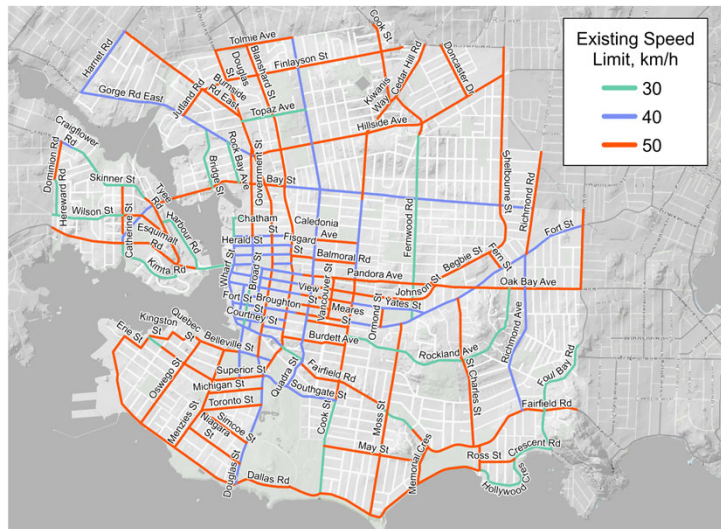 Existing Speed
Limit, km/h
30
40
50
Tolmie Ave
Cook St
Harriet Rd
Douglas
St
Blanshard St
Finlayson St
Kiwanis
Way
Cedar Hill Rd
Doncaster Dr
Burnside
Rd East
Gorge Rd East
Jutland Rd
Topaz Ave
Hillside Ave
Craigflower
Rd
Rock Bay Ave
Government St
Bridge St
Dominion Rd
Skinner St
Tyee
Rd
Bay St
Shelbourne St
Richmond Rd
Hereward Rd
Wilson St
Harbour Rd
Chatham
St
Caledonia
Ave
Fernwood Rd
Catherine St
Esquimalt
Rd
Herald St
Fisgard
St
Balmoral Rd
Begbie St
Fern St
Fort St
Kimta Rd
Wharf St
Broad St
Pandora Ave
Johnson St
Oak Bay Ave
View
St
Vancouver St
Yates St
Fort St
Broughton
St
Meares
St
Ormond St
Courtney St
Quebec
St
Kingston
St
Belleville St
Burdett Ave
Rockland Ave
Richmond Ave
Erie St
Foul Bay Rd
Superior St
Quadra St
Fairfield Rd
St Charles St
Oswego St
Michigan St
Southgate St
Toronto St
Cook St
Moss St
Fairfield Rd
Menzies St
Simcoe St
Niagara
St
May St
Memorial Cres
Ross St
Crescent Rd
Douglas St
Dallas Rd
Hollywood Cres